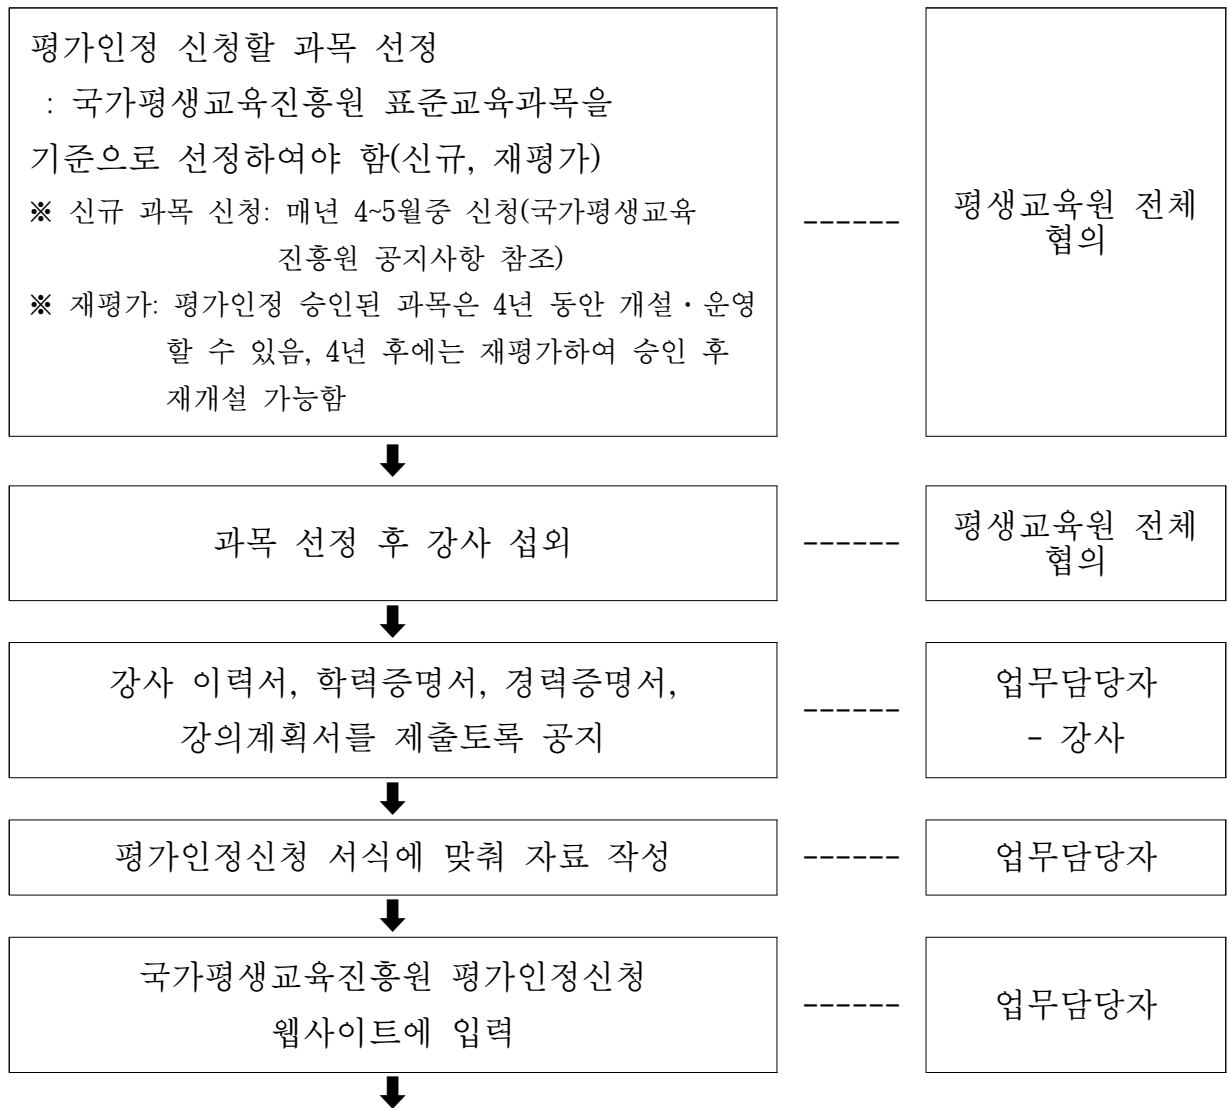 평가인정 신청할 과목 선정
: 국가평생교육진흥원 표준교육과목을
기준으로 선정하여야 함(신규, 재평가)
※ 신규 과목 신청: 매년 4~5월중 신청(국가평생교육
진흥원 공지사항 참조)
※ 재평가: 평가인정 승인된 과목은 4년 동안 개설·운영
할 수 있음, 4년 후에는 재평가하여 승인 후
재개설 가능함
------
평생교육원 전체
협의
과목 선정 후 강사 섭외
------
평생교육원 전체
협의
강사 이력서, 학력증명서, 경력증명서,
강의계획서를 제출토록 공지
------
업무담당자
- 강사
평가인정신청 서식에 맞춰 자료 작성
------
업무담당자
국가평생교육진흥원 평가인정신청
웹사이트에 입력
------
업무담당자